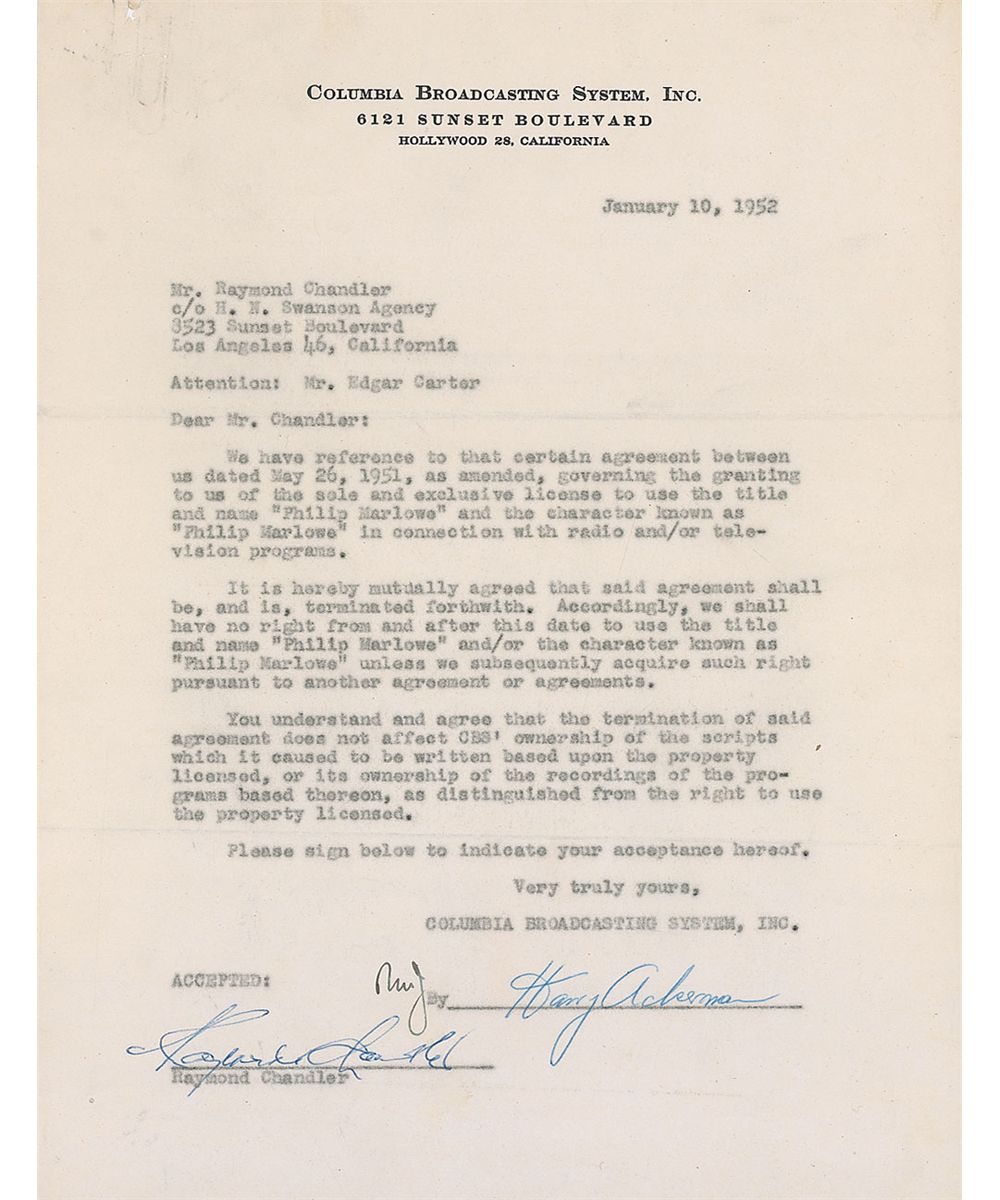 COLUMBIA BROADCASTING SYSTEM, INC.
6121 SUNSET BOULEVARD
HOLLYWOOD 28, CALIFORNIA
January 10, 1952
Mr. Raymond Chandler
c/o H. N. Swanson Agency
8523 Sunset Boulevard
Los Angeles 46, California
Attention: Mr. Edgar Carter
Dear Mr. Chandler:
We have reference to that certain agreement between
us dated May 26, 1951, as amended, governing the granting
to us of the sole and exclusive license to use the title
and name "Philip Marlowe" and the character known as
"Philip Marlowe" in connection with radio and/or tele-
vision programs.
It is hereby mutually agreed that said agreement shall
be, and is, terminated forthwith. Accordingly, we shall
have no right from and after this date to use the title
and name "Philip Marlowe" and/or the character known as
"Philip Marlowe" unless we subsequently acquire such right
pursuant to another agreement or agreements.
You understand and agree that the termination of said
agreement does not affect CBS' ownership of the scripts
which it caused to be written based upon the property
licensed, or its ownership of the recordings of the pro-
grams based thereon, as distinguished from the right to use
the property licensed.
Please sign below to indicate your acceptance hereof.
Very truly yours,
COLUMBIA BROADCASTING SYSTEM, INC.
ACCEPTED:
By Harry Ackerman
Raymond Chandler
Raymond Chandler